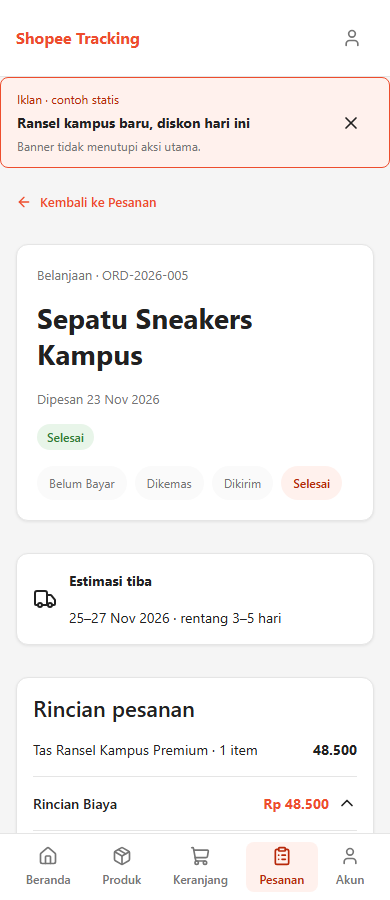 Shopee Tracking
Iklan · contoh statis
Ransel kampus baru, diskon hari ini
Banner tidak menutupi aksi utama.
Kembali ke Pesanan
Belanjaan · ORD-2026-005
Sepatu Sneakers
Kampus
Dipesan 23 Nov 2026
Selesai
Belum Bayar Dikemas Dikirim Selesai
Estimasi tiba
25–27 Nov 2026 · rentang 3–5 hari
Rincian pesanan
Tas Ransel Kampus Premium · 1 item 48.500
Rincian Biaya Rp 48.500
Beranda Produk Keranjang Pesanan Akun